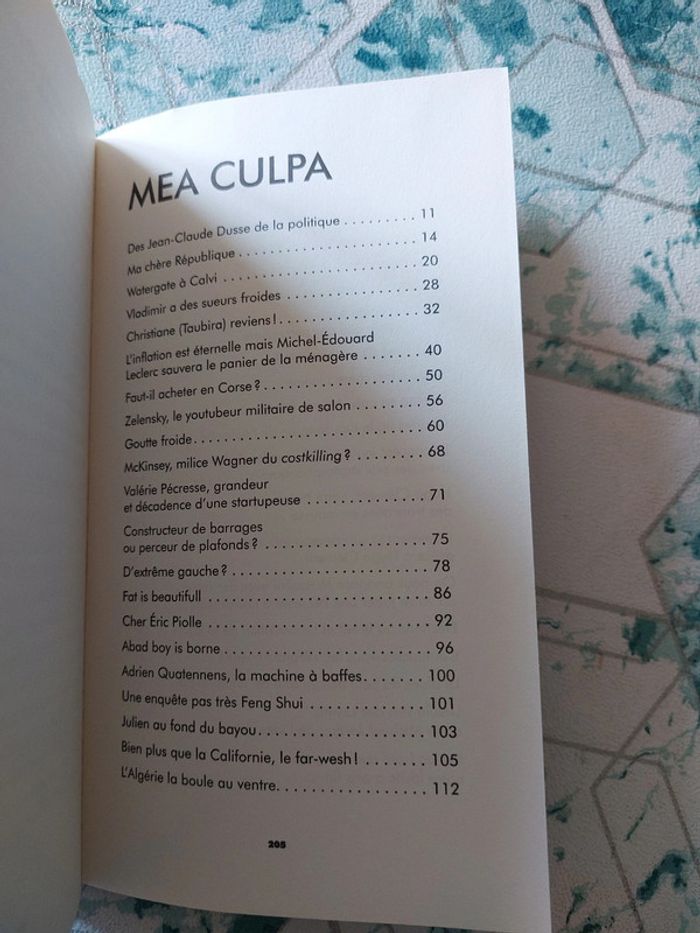 MEA CULPA
Des Jean-Claude Dusse de la politique . . . . . . . . . 11
Ma chère République . . . . . . . . . . . . . . . . . . . . . . 14
Watergate à Calvi . . . . . . . . . . . . . . . . . . . . . . . . 20
Vladimir a des sueurs froides . . . . . . . . . . . . . . . . 28
Christiane (Taubira) reviens ! . . . . . . . . . . . . . . . . . 32
L'inflation est éternelle mais Michel-Édouard
Leclerc sauvera le panier de la ménagère . . . . . . . 40
Faut-il acheter en Corse ? . . . . . . . . . . . . . . . . . . . 50
Zelensky, le youtubeur militaire de salon . . . . . . . . 56
Goutte froide . . . . . . . . . . . . . . . . . . . . . . . . . . . . 60
McKinsey, milice Wagner du costkilling ? . . . . . . . . 68
Valérie Pécresse, grandeur
et décadence d'une startupeuse . . . . . . . . . . . . . . 71
Constructeur de barrages
ou perceur de plafonds ? . . . . . . . . . . . . . . . . . . . 75
D'extrême gauche ? . . . . . . . . . . . . . . . . . . . . . . . 78
Fat is beautifull . . . . . . . . . . . . . . . . . . . . . . . . . . 86
Cher Éric Piolle . . . . . . . . . . . . . . . . . . . . . . . . . . 92
Abad boy is borne . . . . . . . . . . . . . . . . . . . . . . . . 96
Adrien Quatennens, la machine à baffes . . . . . . . . 100
Une enquête pas très Feng Shui . . . . . . . . . . . . . . 101
Julien au fond du bayou . . . . . . . . . . . . . . . . . . . . 103
Bien plus que la Californie, le far-wesh ! . . . . . . . . 105
L'Algérie la boule au ventre . . . . . . . . . . . . . . . . . . 112
205